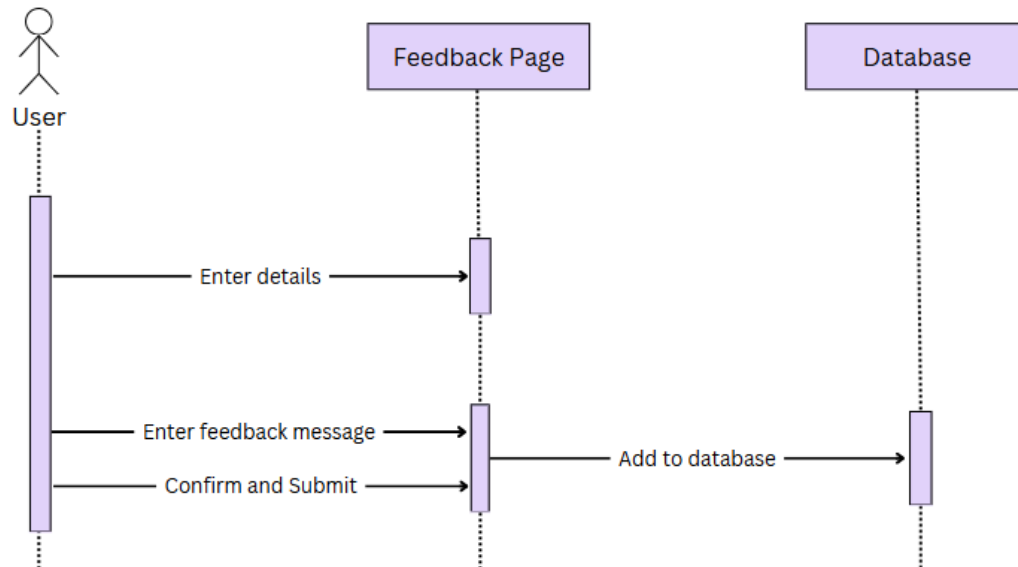 Feedback Page
Database
User
Enter details
Enter feedback message
Add to database
Confirm and Submit